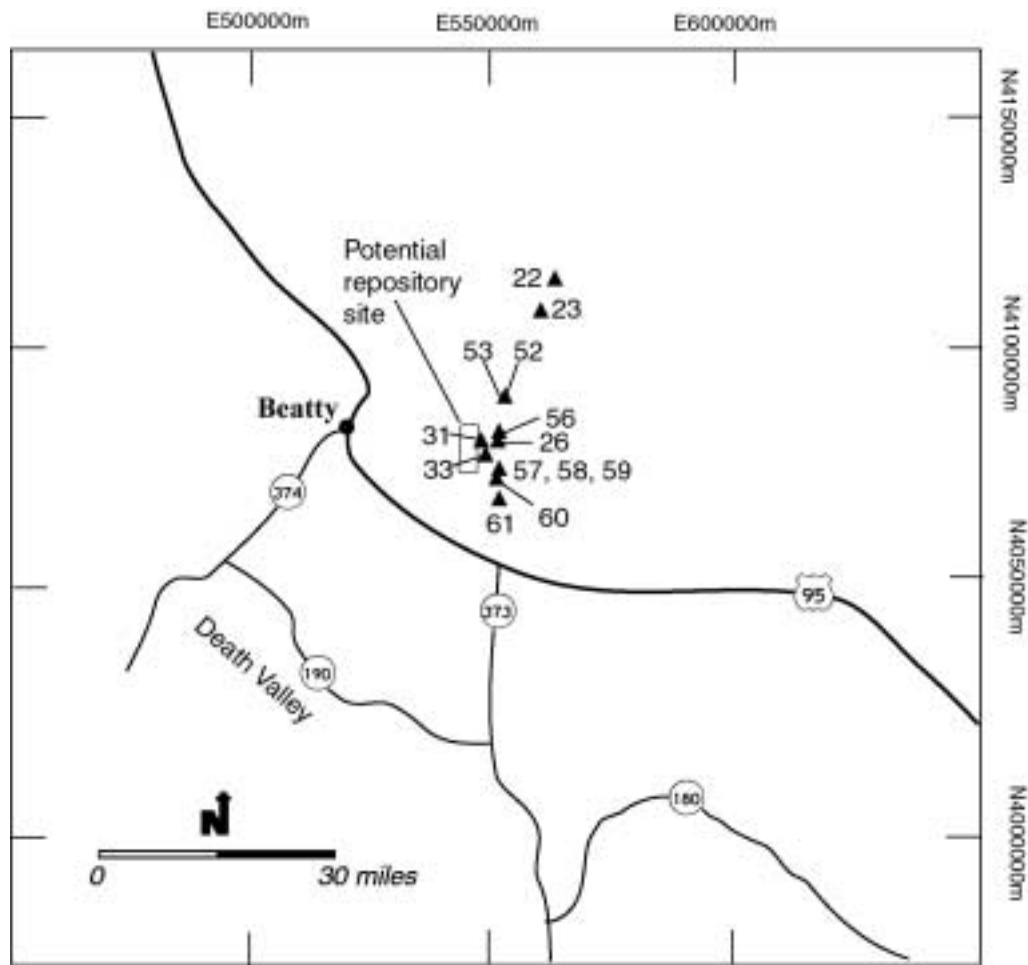 E500000m
E550000m
E600000m
N4150000m
Potential
repository
site
22
23
N4100000m
53
52
Beatty
56
31
26
33
57, 58, 59
374
60
61
N4050000m
95
373
Death Valley
190
180
N
N4000000m
0
30 miles